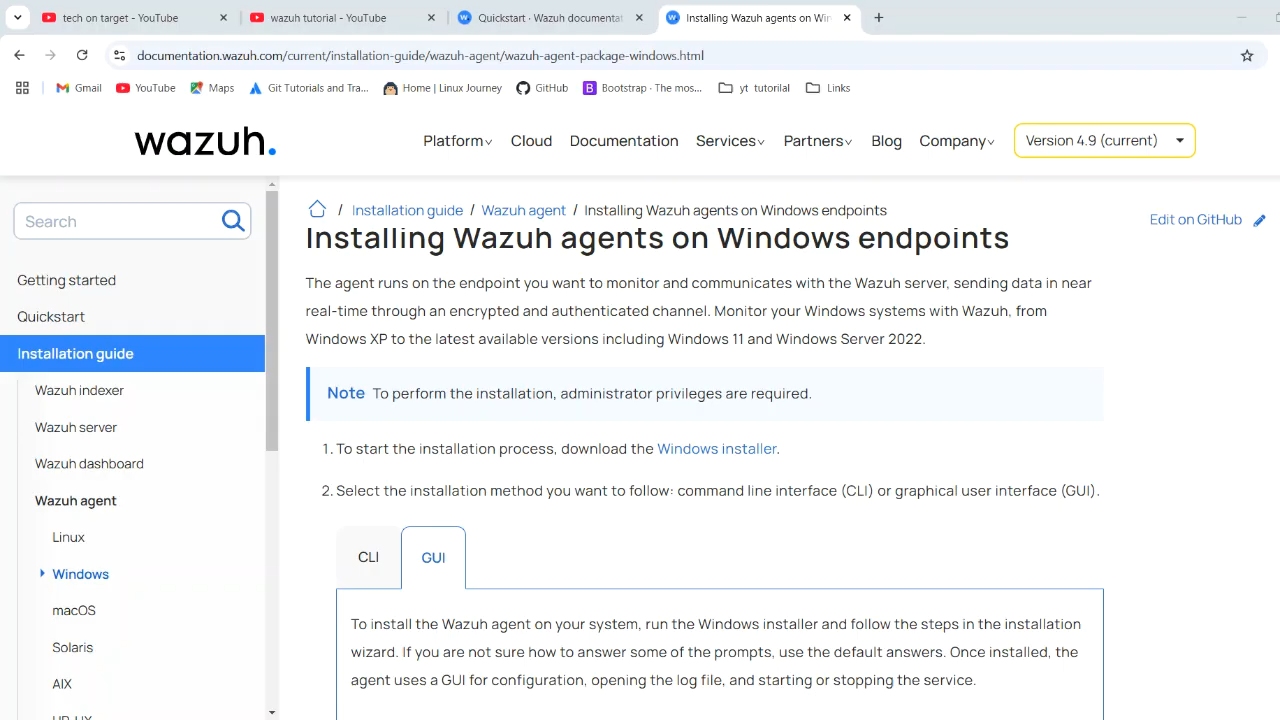 tech on target - YouTube
wazuh tutorial - YouTube
Quickstart · Wazuh documentat
Installing Wazuh agents on Win
documentation.wazuh.com/current/installation-guide/wazuh-agent/wazuh-agent-package-windows.html
Gmail
YouTube
Maps
Git Tutorials and Tra...
Home | Linux Journey
GitHub
Bootstrap · The mos...
yt tutorilal
Links
wazuh.
Platform
Cloud
Documentation
Services
Partners
Blog
Company
Version 4.9 (current)
Search
Getting started
Quickstart
Installation guide
Wazuh indexer
Wazuh server
Wazuh dashboard
Wazuh agent
Linux
Windows
macOS
Solaris
AIX
HP-UX
/ Installation guide / Wazuh agent / Installing Wazuh agents on Windows endpoints
Edit on GitHub
Installing Wazuh agents on Windows endpoints
The agent runs on the endpoint you want to monitor and communicates with the Wazuh server, sending data in near
real-time through an encrypted and authenticated channel. Monitor your Windows systems with Wazuh, from
Windows XP to the latest available versions including Windows 11 and Windows Server 2022.
Note To perform the installation, administrator privileges are required.
1. To start the installation process, download the Windows installer.
2. Select the installation method you want to follow: command line interface (CLI) or graphical user interface (GUI).
CLI
GUI
To install the Wazuh agent on your system, run the Windows installer and follow the steps in the installation
wizard. If you are not sure how to answer some of the prompts, use the default answers. Once installed, the
agent uses a GUI for configuration, opening the log file, and starting or stopping the service.